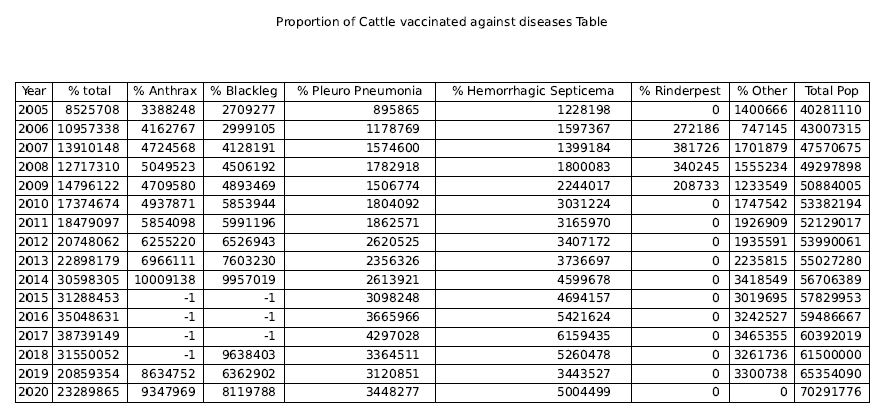 Proportion of Cattle vaccinated against diseases Table
Year % total % Anthrax % Blackleg % Pleuro Pneumonia % Hemorrhagic Septicema % Rinderpest % Other Total Pop
2005 8525708 3388248 2709277 895865 1228198 0 1400666 40281110
2006 10957338 4162767 2999105 1178769 1597367 272186 747145 43007315
2007 13910148 4724568 4128191 1574600 1399184 381726 1701879 47570675
2008 12717310 5049523 4506192 1782918 1800083 340245 1555234 49297898
2009 14796122 4709580 4893469 1506774 2244017 208733 1233549 50884005
2010 17374674 4937871 5853944 1804092 3031224 0 1747542 53382194
2011 18479097 5854098 5991196 1862571 3165970 0 1926909 52129017
2012 20748062 6255220 6526943 2620525 3407172 0 1935591 53990061
2013 22898179 6966111 7603230 2356326 3736697 0 2235815 55027280
2014 30598305 10009138 9957019 2613921 4599678 0 3418549 56706389
2015 31288453 -1 -1 3098248 4694157 0 3019695 57829953
2016 35048631 -1 -1 3665966 5421624 0 3242527 59486667
2017 38739149 -1 -1 4297028 6159435 0 3465355 60392019
2018 31550052 -1 9638403 3364511 5260478 0 3261736 61500000
2019 20859354 8634752 6362902 3120851 3443527 0 3300738 65354090
2020 23289865 9347969 8119788 3448277 5004499 0 0 70291776